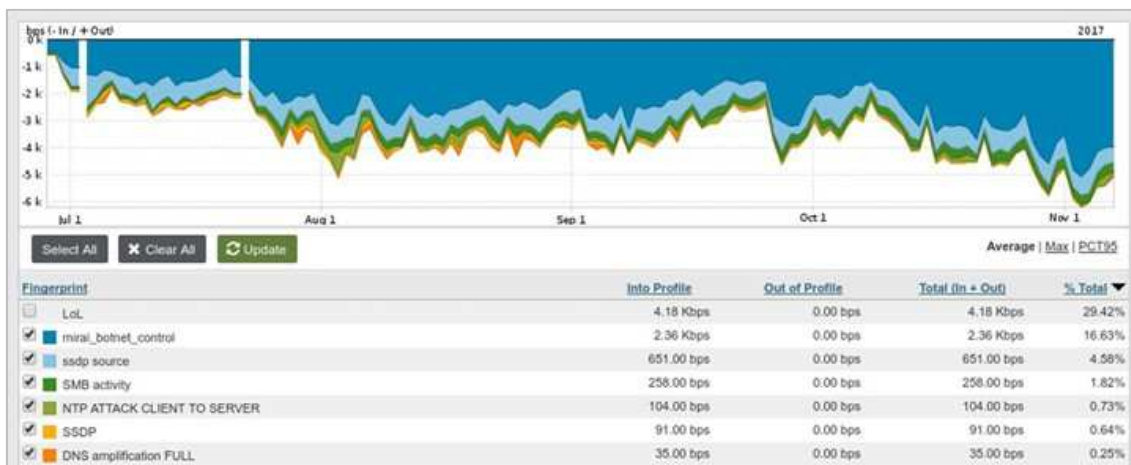 bps (- In / + Out) 2017
0 k
-1 k
-2 k
-3 k
-4 k
-5 k
-6 k
Jul 1 Aug 1 Sep 1 Oct 1 Nov 1
Select All Clear All Update Average | Max | PCT95
Fingerprint Into Profile Out of Profile Total (In + Out) % Total
LoL 4.18 Kbps 0.00 bps 4.18 Kbps 29.42%
mirai_botnet_control 2.36 Kbps 0.00 bps 2.36 Kbps 16.63%
ssdp source 651.00 bps 0.00 bps 651.00 bps 4.58%
SMB activity 258.00 bps 0.00 bps 258.00 bps 1.82%
NTP ATTACK CLIENT TO SERVER 104.00 bps 0.00 bps 104.00 bps 0.73%
SSDP 91.00 bps 0.00 bps 91.00 bps 0.64%
DNS amplification FULL 35.00 bps 0.00 bps 35.00 bps 0.25%